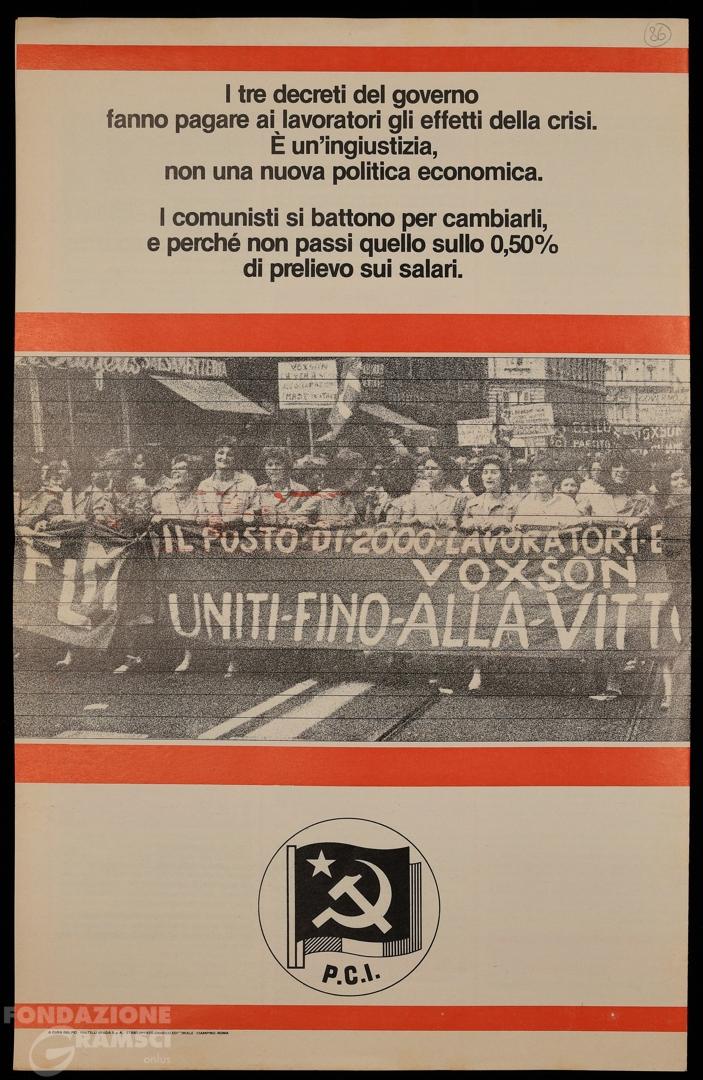 86
I tre decreti del governo
fanno pagare ai lavoratori gli effetti della crisi.
È un'ingiustizia,
non una nuova politica economica.
I comunisti si battono per cambiarli,
e perché non passi quello sullo 0,50%
di prelievo sui salari.
VOXSON
IL POSTO-DI-2000-LAVORATORI E
VOXSON
FLM
UNITI-FINO-ALLA-VITT
P.C.I.
FONDAZIONE
GRAMSCI
onlus